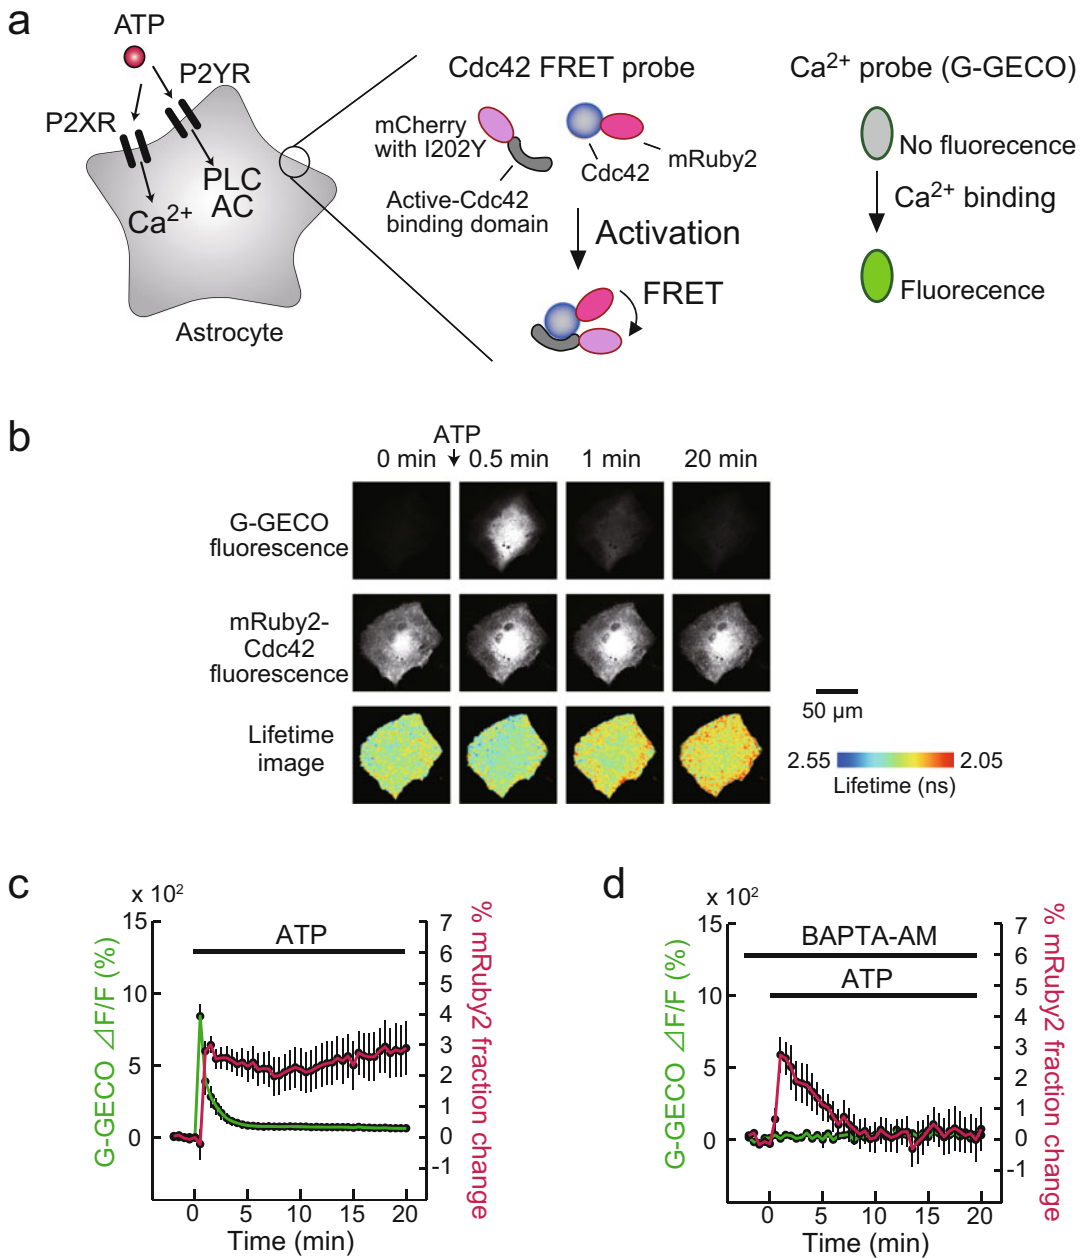 a
ATP
P2YR
P2XR
PLC
AC
Ca²⁺
Astrocyte
Cdc42 FRET probe
mCherry
with I202Y
Cdc42
mRuby2
Active-Cdc42
binding domain
Activation
FRET
Ca²⁺ probe (G-GECO)
No fluorecence
Ca²⁺ binding
Fluorecence
b
ATP
0 min
0.5 min
1 min
20 min
G-GECO
fluorescence
mRuby2-
Cdc42
fluorescence
Lifetime
image
50 µm
2.55
2.05
Lifetime (ns)
c
x 10²
15
10
5
0
G-GECO ⊿F/F (%)
ATP
7
6
5
4
3
2
1
0
-1
% mRuby2 fraction change
0
5
10
15
20
Time (min)
d
x 10²
15
10
5
0
G-GECO ⊿F/F (%)
BAPTA-AM
ATP
7
6
5
4
3
2
1
0
-1
% mRuby2 fraction change
0
5
10
15
20
Time (min)